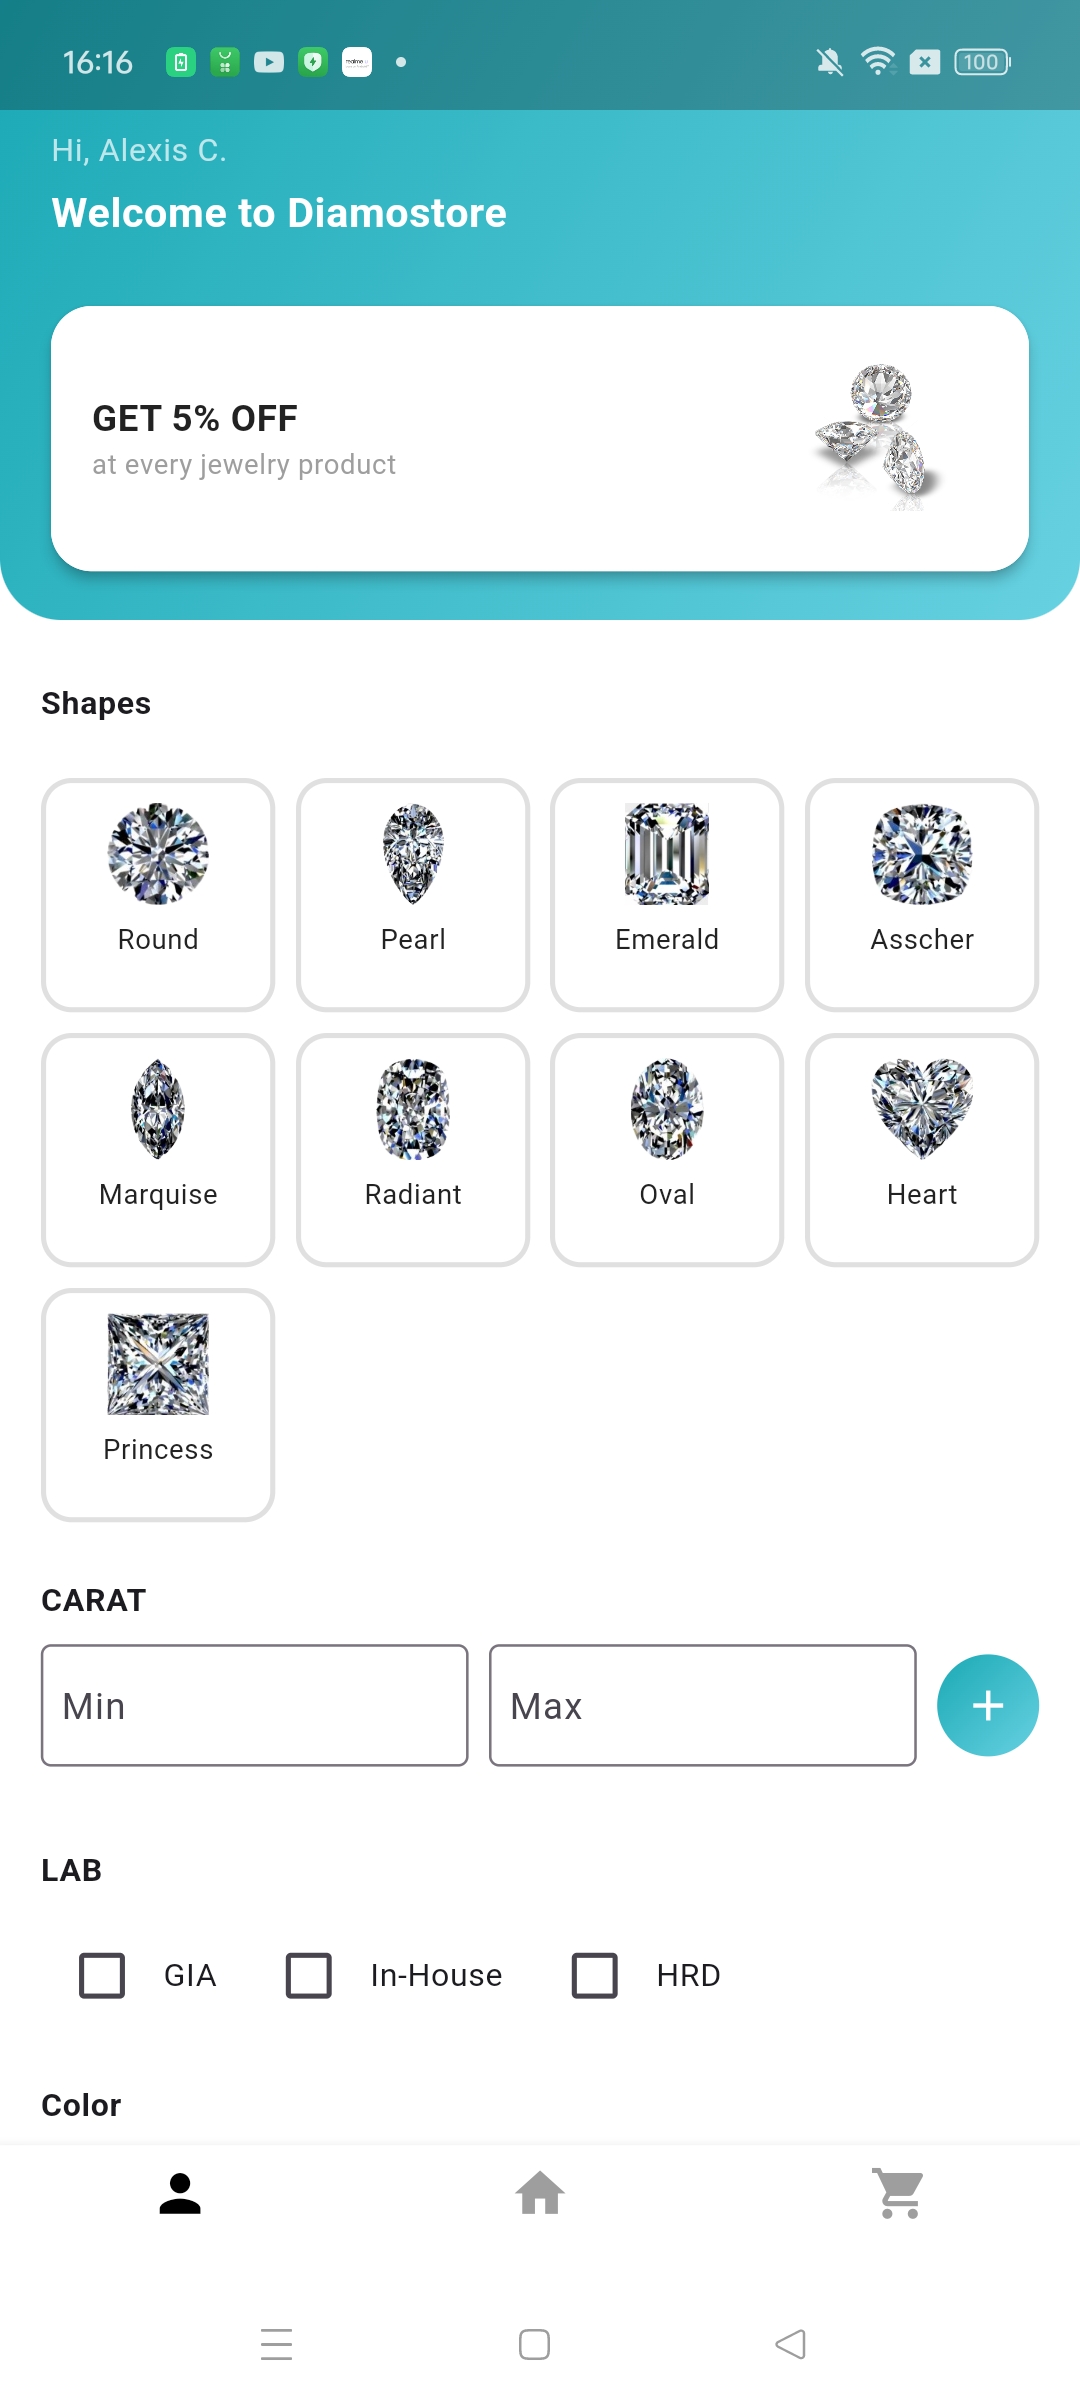 16:16
100
Hi, Alexis C.
Welcome to Diamostore
GET 5% OFF
at every jewelry product
Shapes
Round
Pearl
Emerald
Asscher
Marquise
Radiant
Oval
Heart
Princess
CARAT
Min
Max
LAB
GIA
In-House
HRD
Color